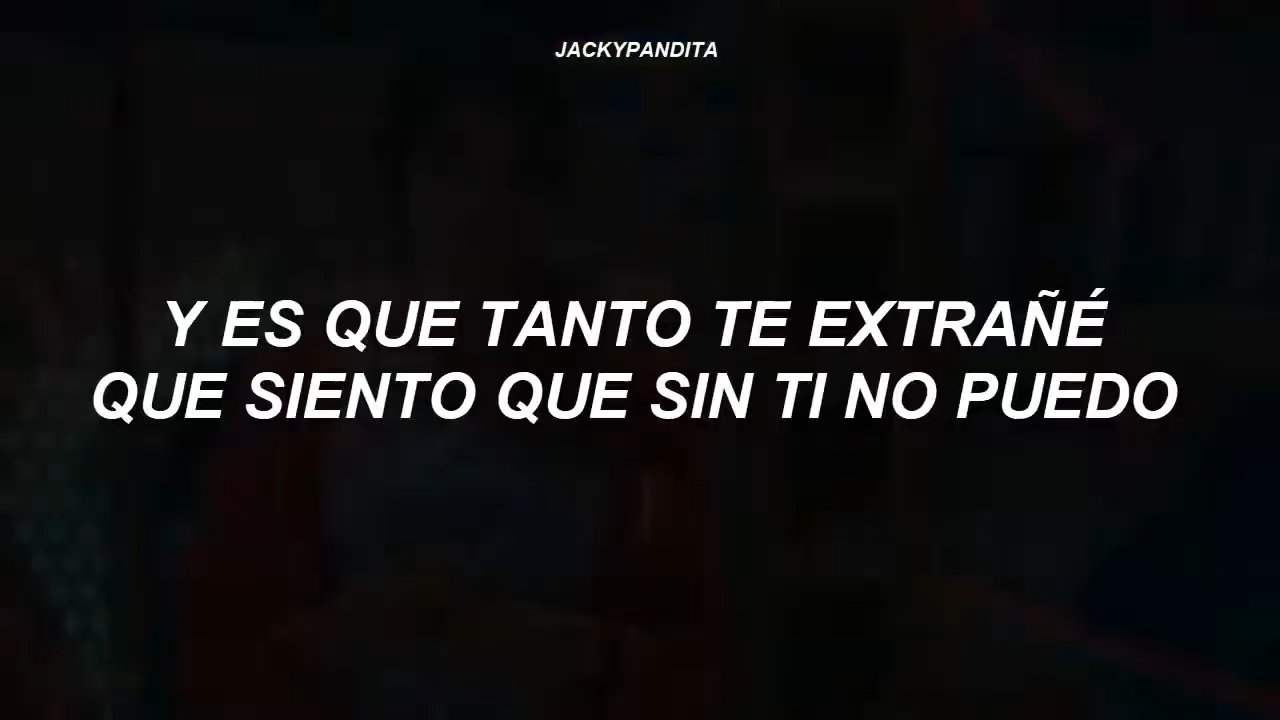 JACKYPANDITA
Y ES QUE TANTO TE EXTRAÑÉ
QUE SIENTO QUE SIN TI NO PUEDO